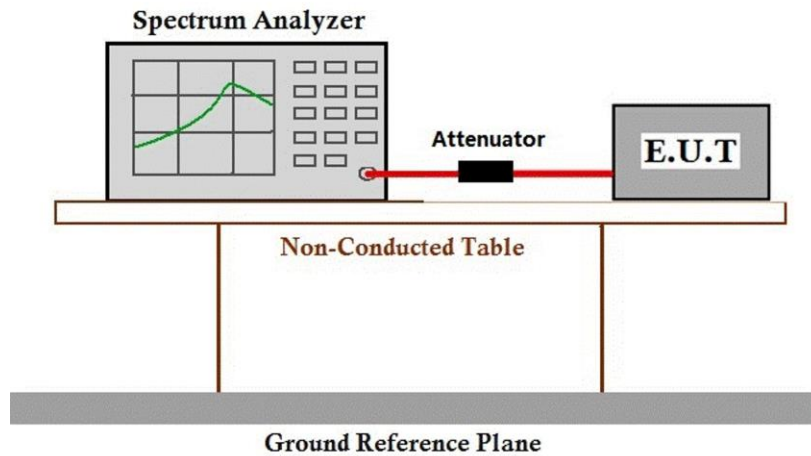 Spectrum Analyzer
Attenuator
E.U.T
Non-Conducted Table
Ground Reference Plane